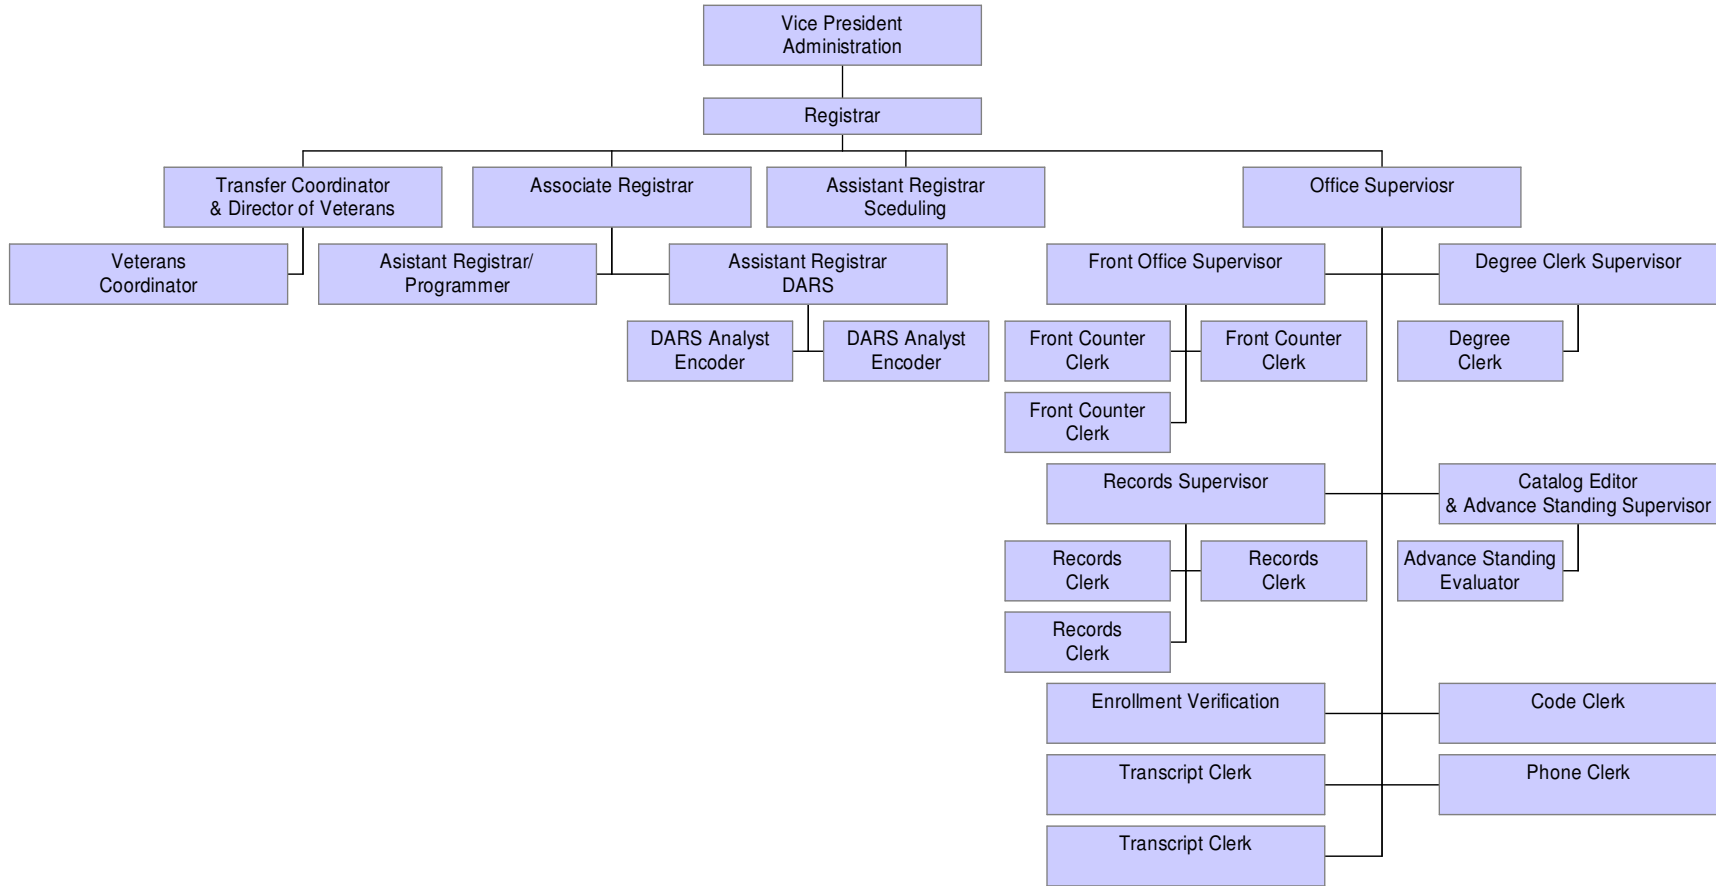 Vice President
Administration
Registrar
Transfer Coordinator
& Director of Veterans
Associate Registrar
Assistant Registrar
Sceduling
Office Superviosr
Veterans
Coordinator
Asistant Registrar/
Programmer
Assistant Registrar
DARS
Front Office Supervisor
Degree Clerk Supervisor
DARS Analyst
Encoder
DARS Analyst
Encoder
Front Counter
Clerk
Front Counter
Clerk
Degree
Clerk
Front Counter
Clerk
Records Supervisor
Catalog Editor
& Advance Standing Supervisor
Records
Clerk
Records
Clerk
Advance Standing
Evaluator
Records
Clerk
Enrollment Verification
Code Clerk
Transcript Clerk
Phone Clerk
Transcript Clerk